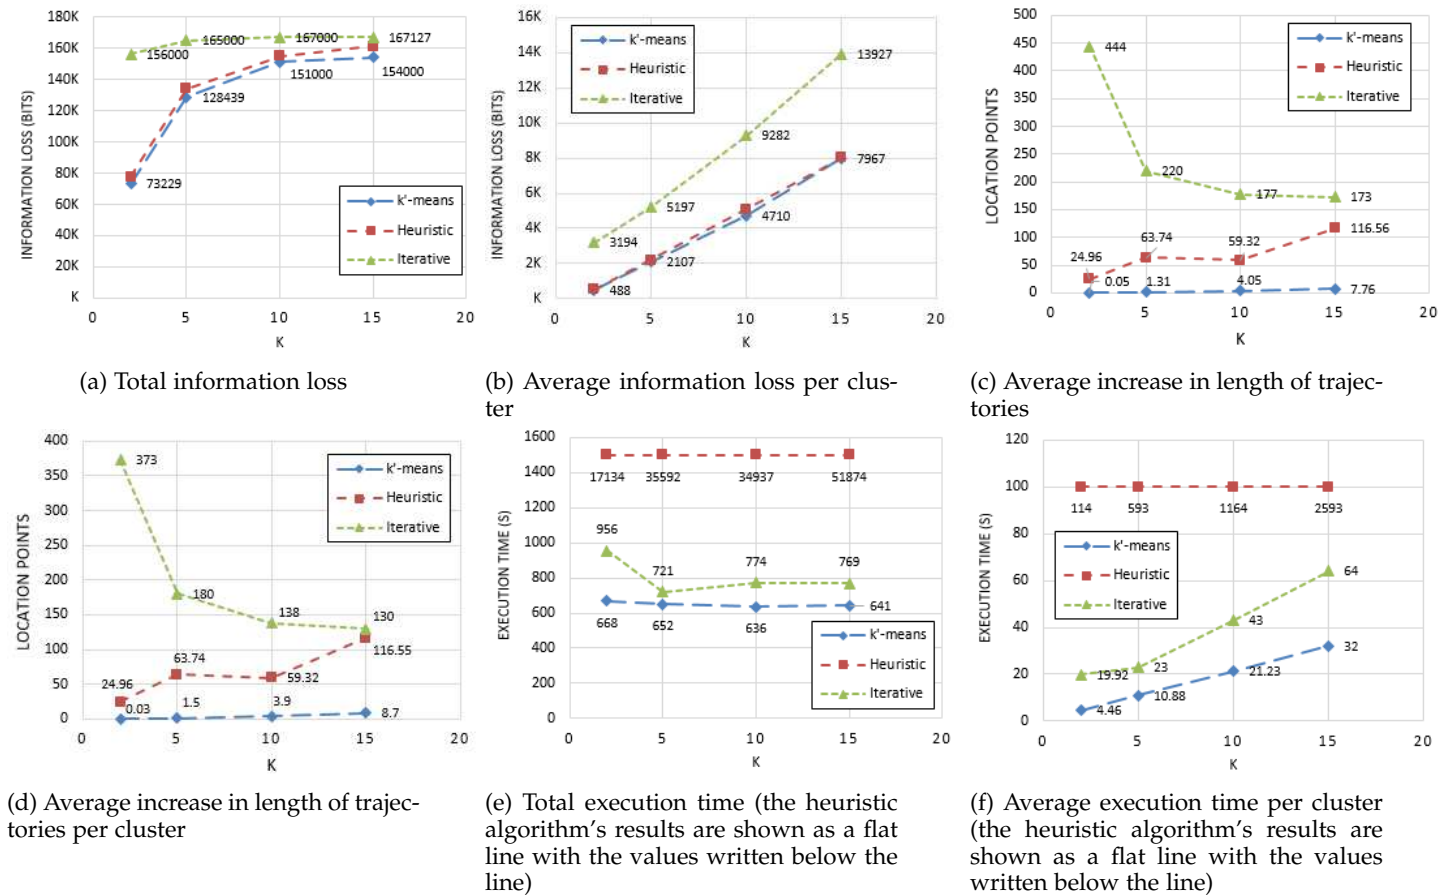 180K
160K
140K
120K
100K
80K
60K
40K
20K
K
INFORMATION LOSS (BITS)
156000
165000
167000
167127
73229
128439
151000
154000
k'-means
Heuristic
Iterative
0
5
10
15
20
K
(a) Total information loss
16K
14K
12K
10K
8K
6K
4K
2K
K
INFORMATION LOSS (BITS)
k'-means
Heuristic
Iterative
3194
5197
9282
13927
488
2107
4710
7967
0
5
10
15
20
K
(b) Average information loss per clus-
ter
500
450
400
350
300
250
200
150
100
50
0
LOCATION POINTS
k'-means
Heuristic
Iterative
444
220
177
173
24.96
63.74
59.32
116.56
0.05
1.31
4.05
7.76
0
5
10
15
20
K
(c) Average increase in length of trajec-
tories
400
350
300
250
200
150
100
50
0
LOCATION POINTS
k'-means
Heuristic
Iterative
373
180
138
130
24.96
63.74
59.32
116.55
0.03
1.5
3.9
8.7
0
5
10
15
20
K
(d) Average increase in length of trajec-
tories per cluster
1600
1400
1200
1000
800
600
400
200
0
EXECUTION TIME (S)
17134
35592
34937
51874
956
721
774
769
668
652
636
641
k'-means
Heuristic
Iterative
0
5
10
15
20
K
(e) Total execution time (the heuristic
algorithm's results are shown as a flat
line with the values written below the
line)
120
100
80
60
40
20
0
EXECUTION TIME (S)
114
593
1164
2593
k'-means
Heuristic
Iterative
19.92
23
43
64
4.46
10.88
21.23
32
0
5
10
15
20
K
(f) Average execution time per cluster
(the heuristic algorithm's results are
shown as a flat line with the values
written below the line)